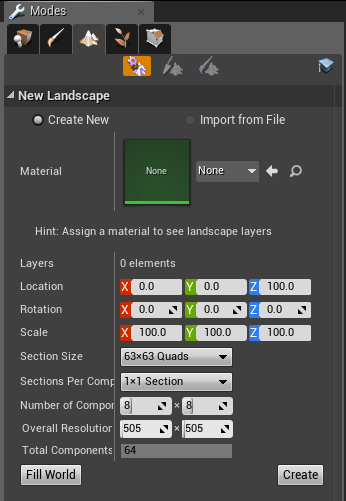 Modes
New Landscape
Create New Import from File
Material None None
Hint: Assign a material to see landscape layers
Layers 0 elements
Location X 0.0 Y 0.0 Z 100.0
Rotation X 0.0 Y 0.0 Z 0.0
Scale X 100.0 Y 100.0 Z 100.0
Section Size 63×63 Quads
Sections Per Comp 1×1 Section
Number of Compor 8 × 8
Overall Resolution 505 × 505
Total Components 64
Fill World Create